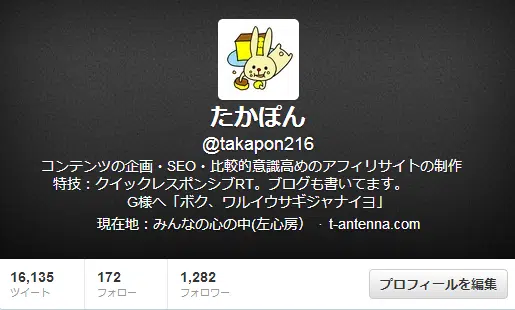 たかぽん
@takapon216
コンテンツの企画・SEO・比較的意識高めのアフィリサイトの制作
特技：クイックレスポンシブRT。ブログも書いてます。
G様へ「ボク、ワルイウサギジャナイヨ」
現在地：みんなの心の中(左心房） · t-antenna.com
16,135 172 1,282 プロフィールを編集
ツイート フォロー フォロワー